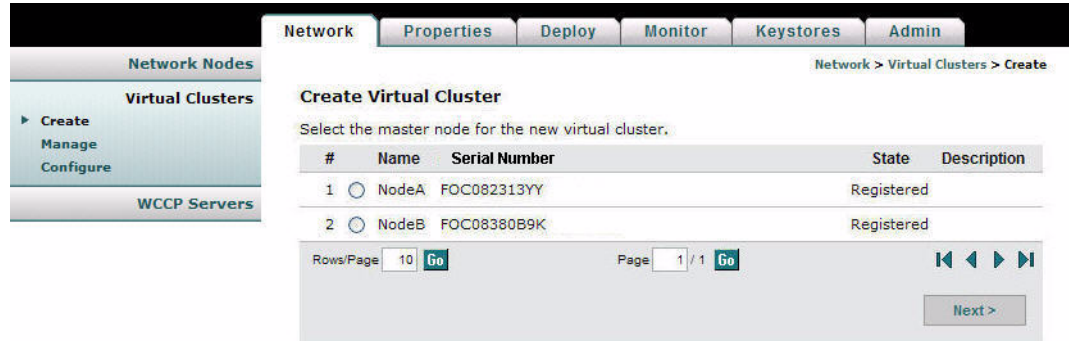 Network Properties Deploy Monitor Keystores Admin
Network > Virtual Clusters > Create
Network Nodes
Virtual Clusters
Create
Manage
Configure
WCCP Servers
Create Virtual Cluster
Select the master node for the new virtual cluster.
# Name Serial Number State Description
1 NodeA FOC082313YY Registered
2 NodeB FOC08380B9K Registered
Rows/Page 10 Go Page 1 / 1 Go
Next >